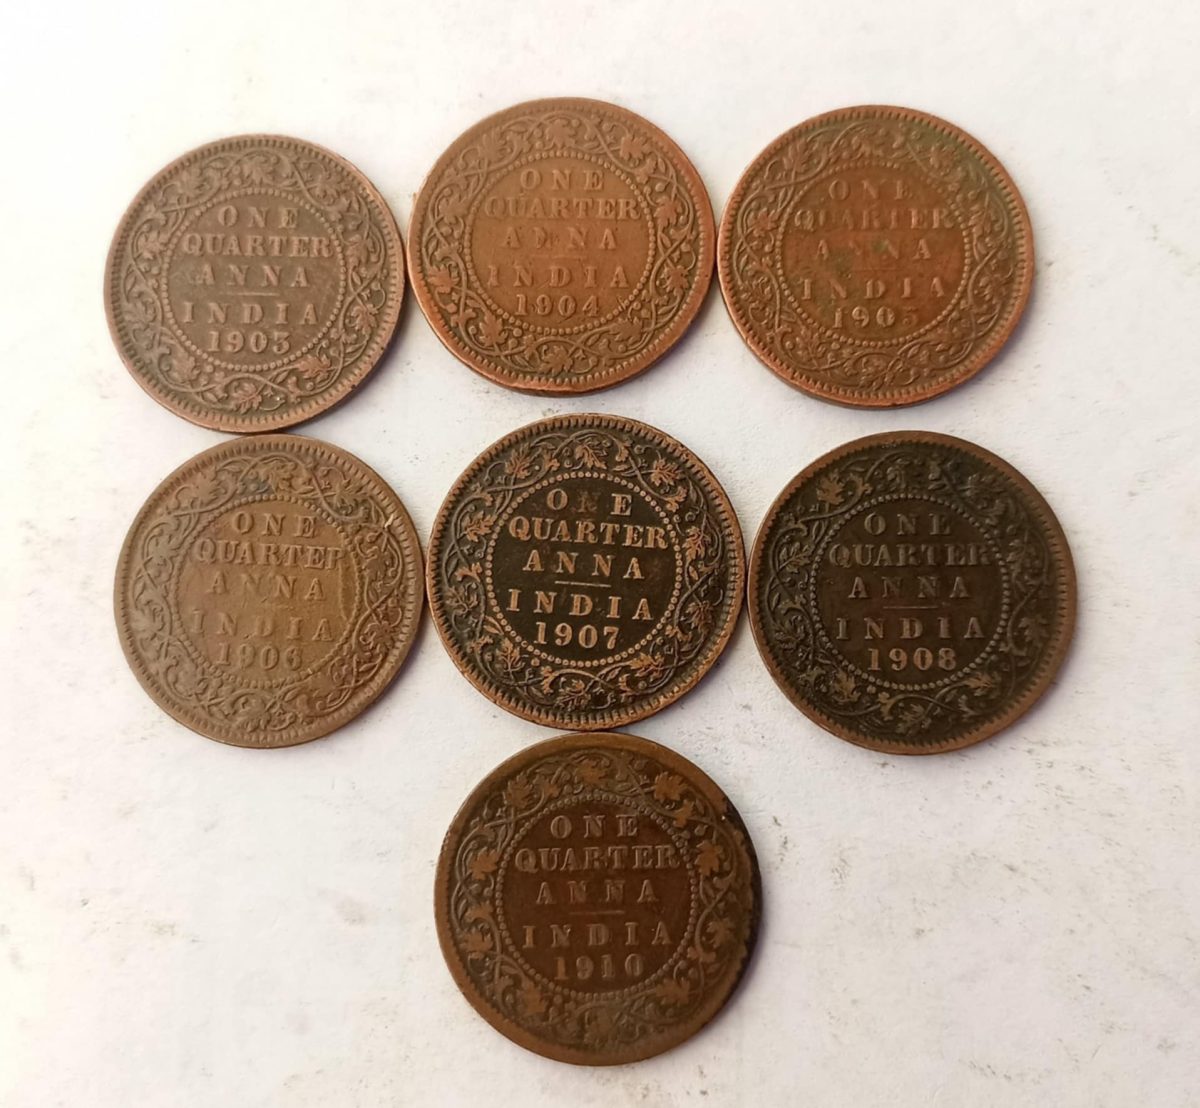 ONE
QUARTER
ANNA
INDIA
1903
ONE
QUARTER
ANNA
INDIA
1904
ONE
QUARTER
ANNA
INDIA
1905
ONE
QUARTER
ANNA
INDIA
1906
ONE
QUARTER
ANNA
INDIA
1907
ONE
QUARTER
ANNA
INDIA
1908
ONE
QUARTER
ANNA
INDIA
1910